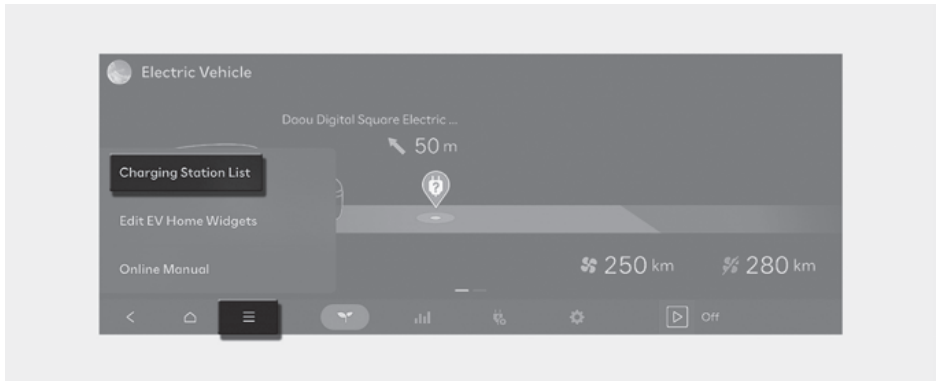 Electric Vehicle
Daou Digital Square Electric ...
50 m
Charging Station List
Edit EV Home Widgets
Online Manual
250 km
280 km
Off